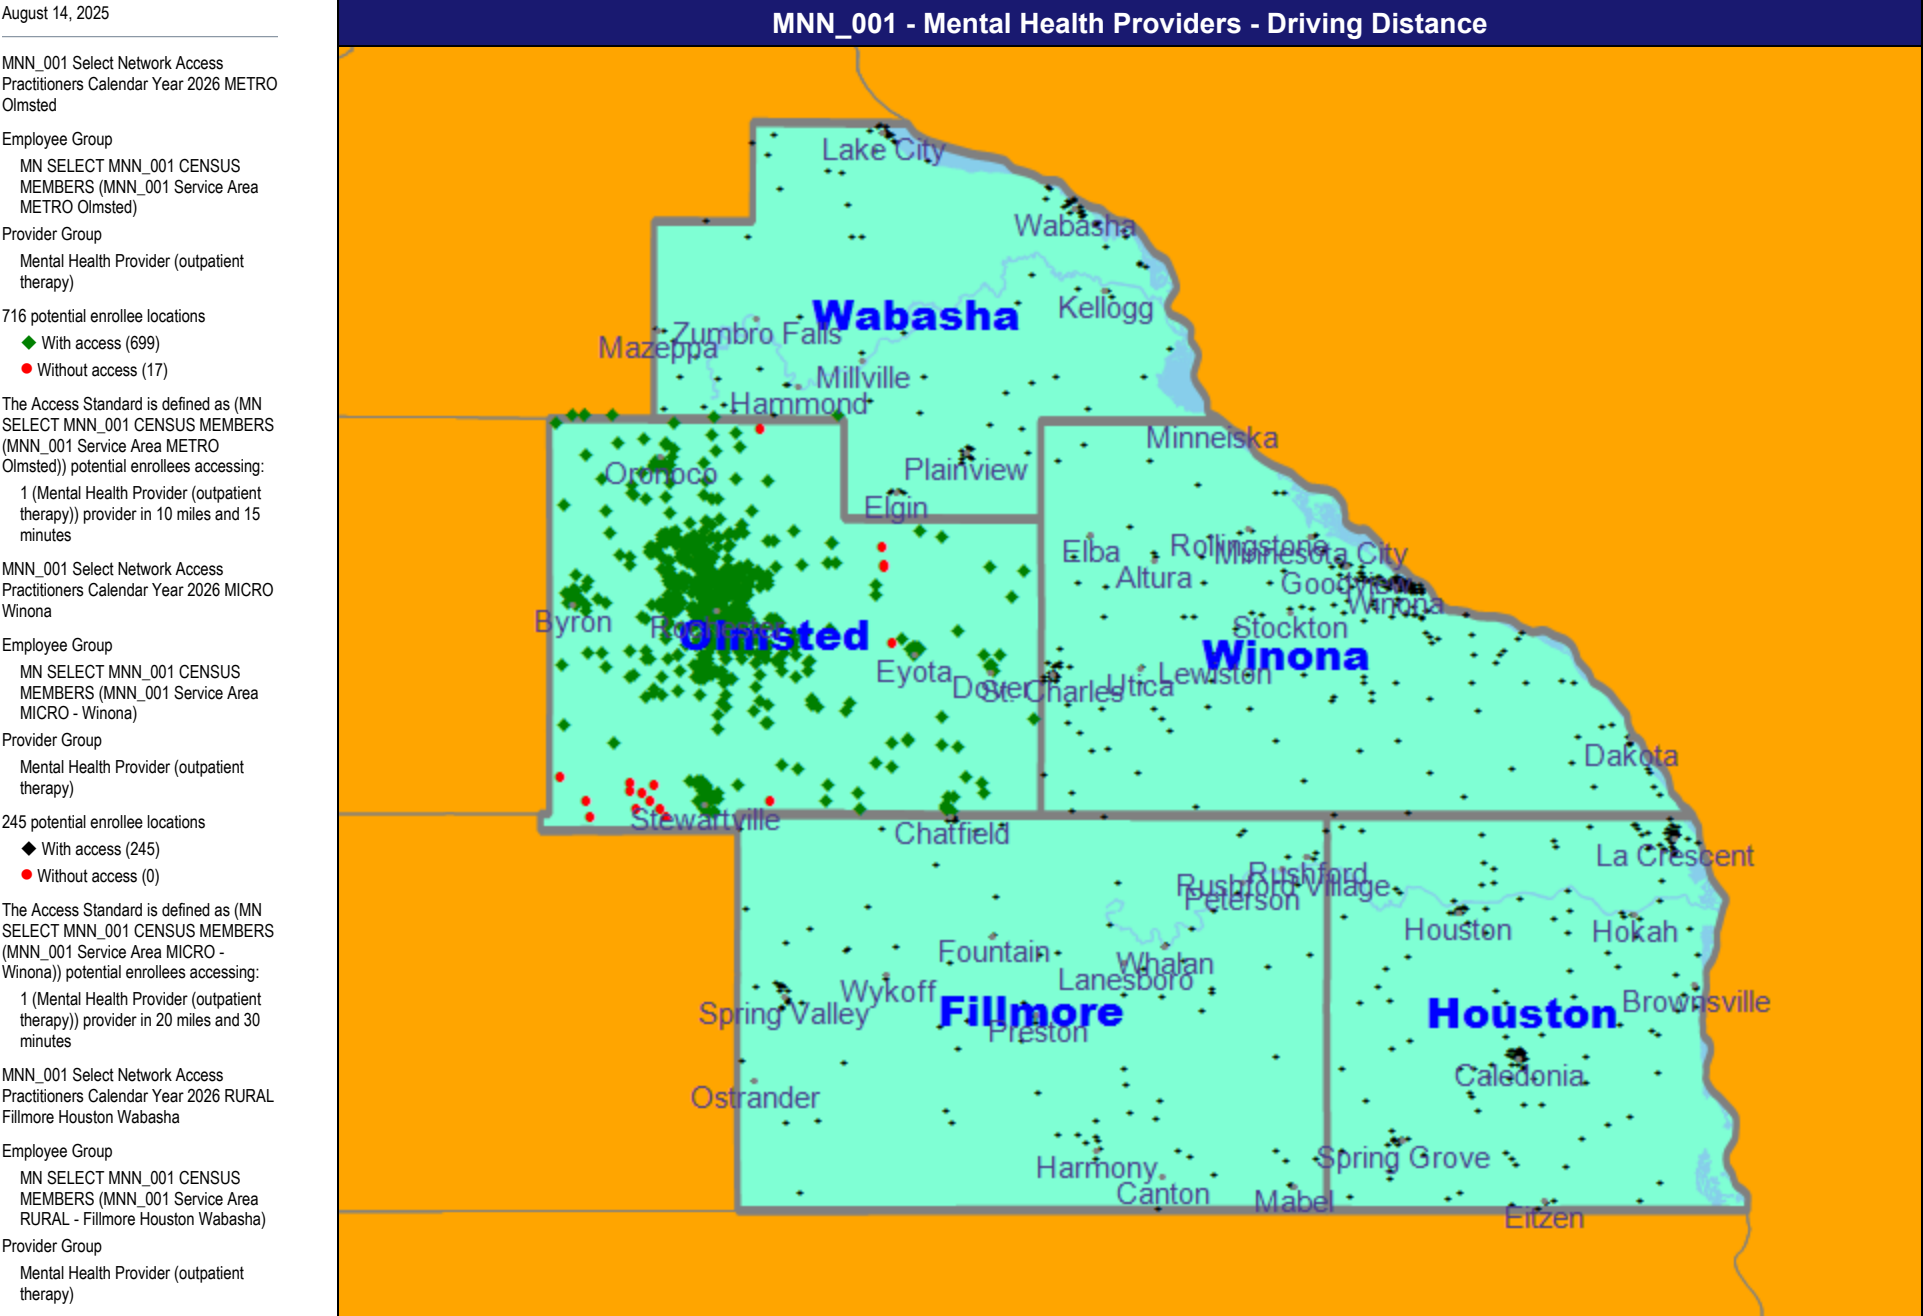 August 14, 2025
MNN_001 Select Network Access
Practitioners Calendar Year 2026 METRO
Olmsted
Employee Group
MN SELECT MNN_001 CENSUS
MEMBERS (MNN_001 Service Area
METRO Olmsted)
Provider Group
Mental Health Provider (outpatient
therapy)
716 potential enrollee locations
With access (699)
Without access (17)
The Access Standard is defined as (MN
SELECT MNN_001 CENSUS MEMBERS
(MNN_001 Service Area METRO
Olmsted)) potential enrollees accessing:
1 (Mental Health Provider (outpatient
therapy)) provider in 10 miles and 15
minutes
MNN_001 Select Network Access
Practitioners Calendar Year 2026 MICRO
Winona
Employee Group
MN SELECT MNN_001 CENSUS
MEMBERS (MNN_001 Service Area
MICRO - Winona)
Provider Group
Mental Health Provider (outpatient
therapy)
245 potential enrollee locations
With access (245)
Without access (0)
The Access Standard is defined as (MN
SELECT MNN_001 CENSUS MEMBERS
(MNN_001 Service Area MICRO -
Winona)) potential enrollees accessing:
1 (Mental Health Provider (outpatient
therapy)) provider in 20 miles and 30
minutes
MNN_001 Select Network Access
Practitioners Calendar Year 2026 RURAL
Fillmore Houston Wabasha
Employee Group
MN SELECT MNN_001 CENSUS
MEMBERS (MNN_001 Service Area
RURAL - Fillmore Houston Wabasha)
Provider Group
Mental Health Provider (outpatient
therapy)
MNN_001 - Mental Health Providers - Driving Distance
Lake City
Wabasha
Kellogg
Wabasha
Zumbro Falls
Mazeppa
Millville
Hammond
Minneiska
Plainview
Oronoco
Elgin
Elba
Rollingstone
Minnesota City
Altura
Goodview
Winona
Byron
Rochester
Olmsted
Stockton
Winona
Eyota
Dover
St. Charles
Utica
Lewiston
Dakota
Stewartville
Chatfield
La Crescent
Rushford
Rushford Village
Peterson
Houston
Hokah
Fountain
Whalan
Lanesboro
Wykoff
Brownsville
Spring Valley
Fillmore
Houston
Preston
Caledonia
Ostrander
Harmony
Spring Grove
Canton
Mabel
Eitzen